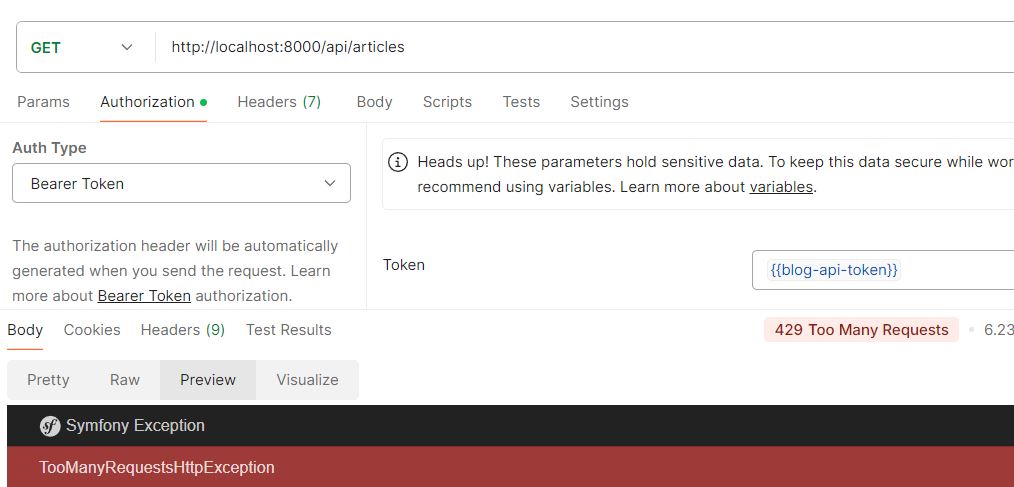 GET http://localhost:8000/api/articles
Params Authorization Headers (7) Body Scripts Tests Settings
Auth Type
Bearer Token
The authorization header will be automatically
generated when you send the request. Learn
more about Bearer Token authorization.
Heads up! These parameters hold sensitive data. To keep this data secure while wor
recommend using variables. Learn more about variables.
Token {{blog-api-token}}
Body Cookies Headers (9) Test Results 429 Too Many Requests 6.23
Pretty Raw Preview Visualize
sf Symfony Exception
TooManyRequestsHttpException